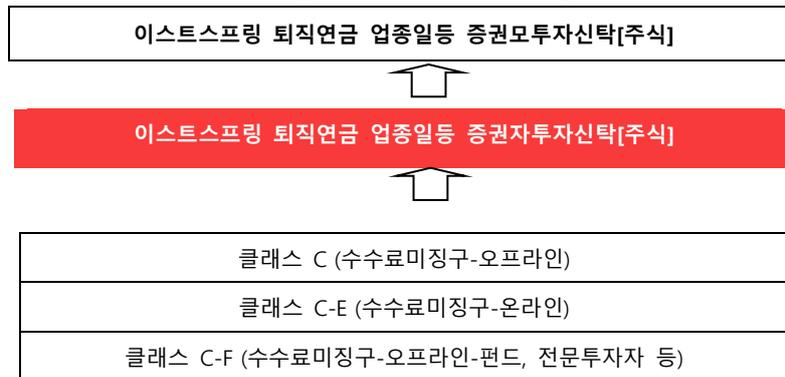 이스트스프링 퇴직연금 업종일등 증권모투자신탁[주식]
이스트스프링 퇴직연금 업종일등 증권자투자신탁[주식]
클래스 C (수수료미징구-오프라인)
클래스 C-E (수수료미징구-온라인)
클래스 C-F (수수료미징구-오프라인-펀드, 전문투자자 등)